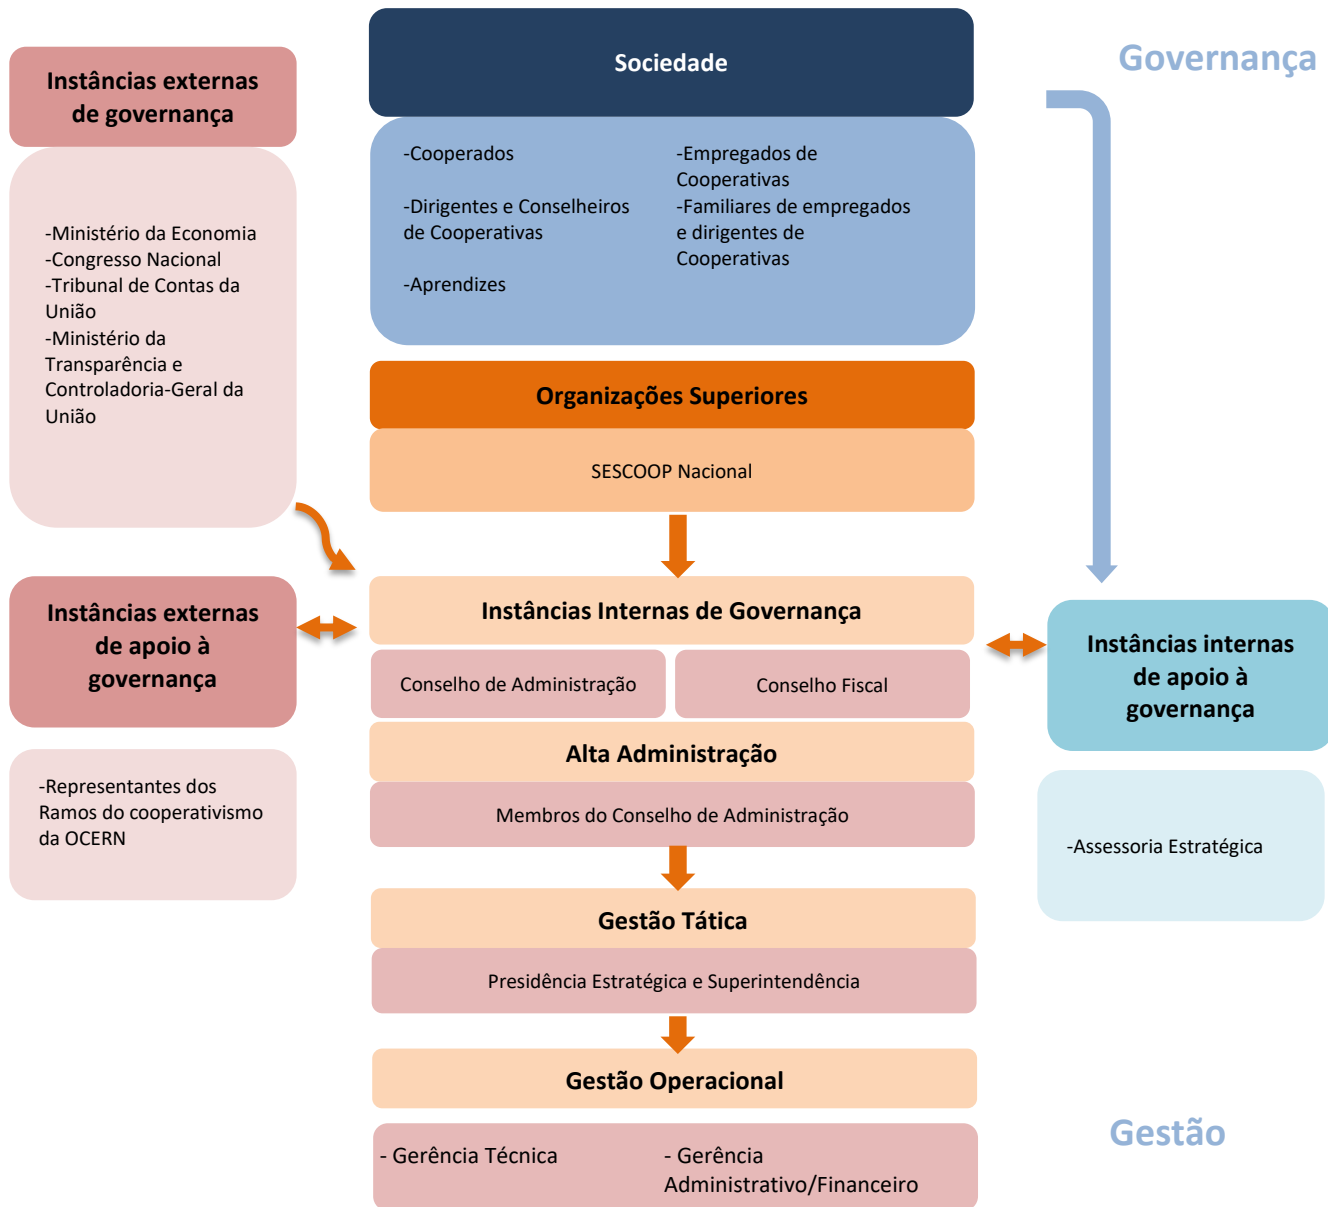 Governança
Sociedade
-Cooperados
-Dirigentes e Conselheiros
de Cooperativas
-Aprendizes
-Empregados de
Cooperativas
-Familiares de empregados
e dirigentes de
Cooperativas
Instâncias externas
de governança
-Ministério da Economia
-Congresso Nacional
-Tribunal de Contas da
União
-Ministério da
Transparência e
Controladoria-Geral da
União
Organizações Superiores
SESCOOP Nacional
Instâncias externas
de apoio à
governança
-Representantes dos
Ramos do cooperativismo
da OCERN
Instâncias Internas de Governança
Conselho de Administração
Conselho Fiscal
Alta Administração
Membros do Conselho de Administração
Instâncias internas
de apoio à
governança
-Assessoria Estratégica
Gestão Tática
Presidência Estratégica e Superintendência
Gestão Operacional
- Gerência Técnica
- Gerência
Administrativo/Financeiro
Gestão